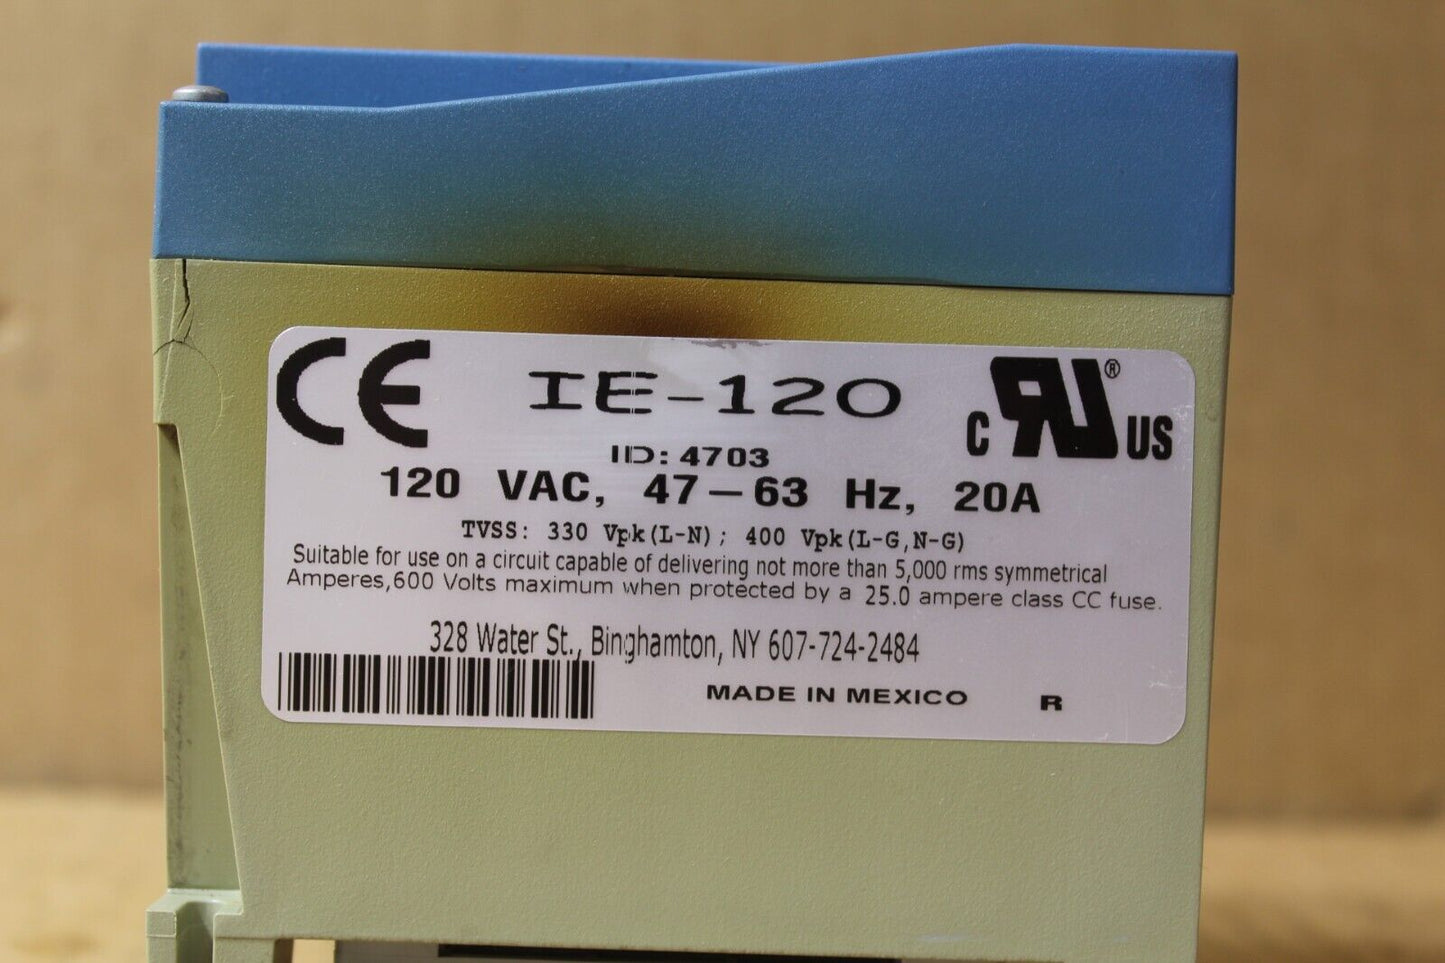 CE IE-120 c RU® US
ID: 4703
120 VAC, 47-63 Hz, 20A
TVSS: 330 Vpk(L-N); 400 Vpk(L-G,N-G)
Suitable for use on a circuit capable of delivering not more than 5,000 rms symmetrical
Amperes,600 Volts maximum when protected by a 25.0 ampere class CC fuse.
328 Water St., Binghamton, NY 607-724-2484
MADE IN MEXICO R